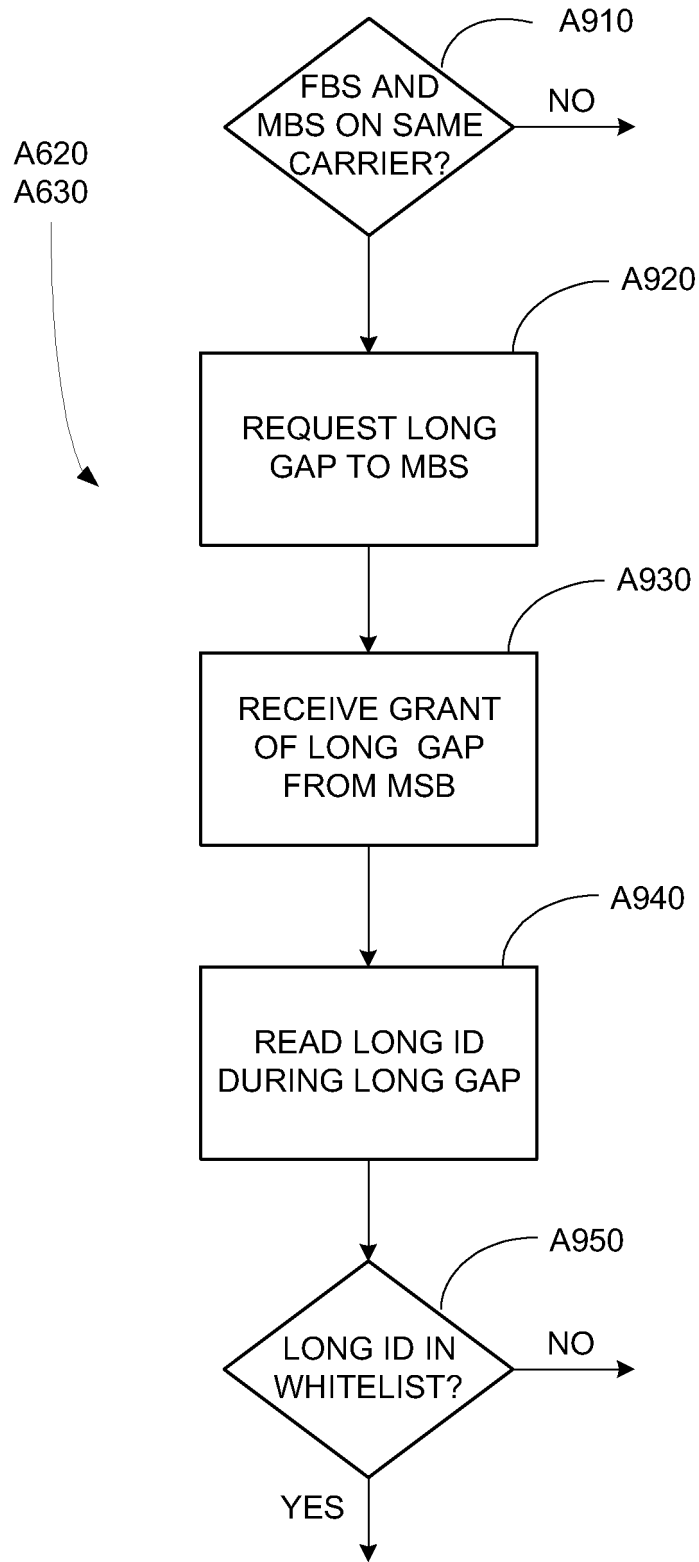 A910
FBS AND
MBS ON SAME
CARRIER?
NO
A620
A630
A920
REQUEST LONG
GAP TO MBS
A930
RECEIVE GRANT
OF LONG GAP
FROM MSB
A940
READ LONG ID
DURING LONG GAP
A950
LONG ID IN
WHITELIST?
NO
YES